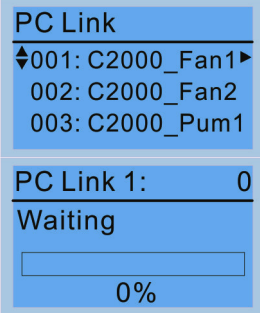 PC Link
001: C2000_Fan1
002: C2000_Fan2
003: C2000_Pum1
PC Link 1: 0
Waiting
0%